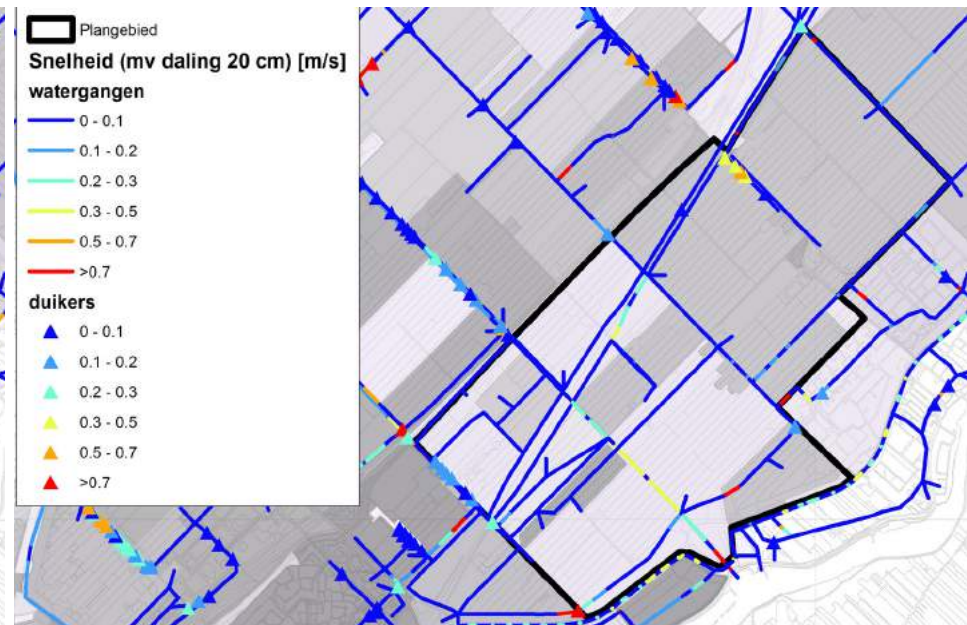 Plangebied
Snelheid (mv daling 20 cm) [m/s]
watergangen
0 - 0.1
0.1 - 0.2
0.2 - 0.3
0.3 - 0.5
0.5 - 0.7
>0.7
duikers
0 - 0.1
0.1 - 0.2
0.2 - 0.3
0.3 - 0.5
0.5 - 0.7
>0.7